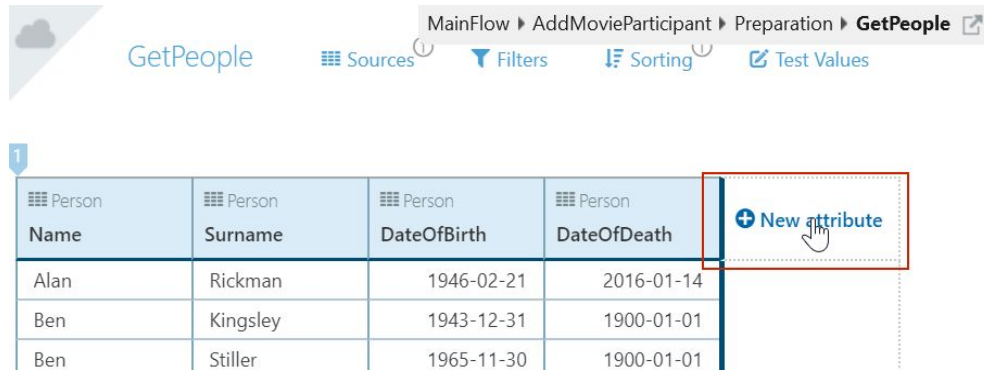 MainFlow AddMovieParticipant Preparation GetPeople
GetPeople Sources 1 Filters Sorting 1 Test Values
1
Person Person Person Person
Name Surname DateOfBirth DateOfDeath New attribute
Alan Rickman 1946-02-21 2016-01-14
Ben Kingsley 1943-12-31 1900-01-01
Ben Stiller 1965-11-30 1900-01-01